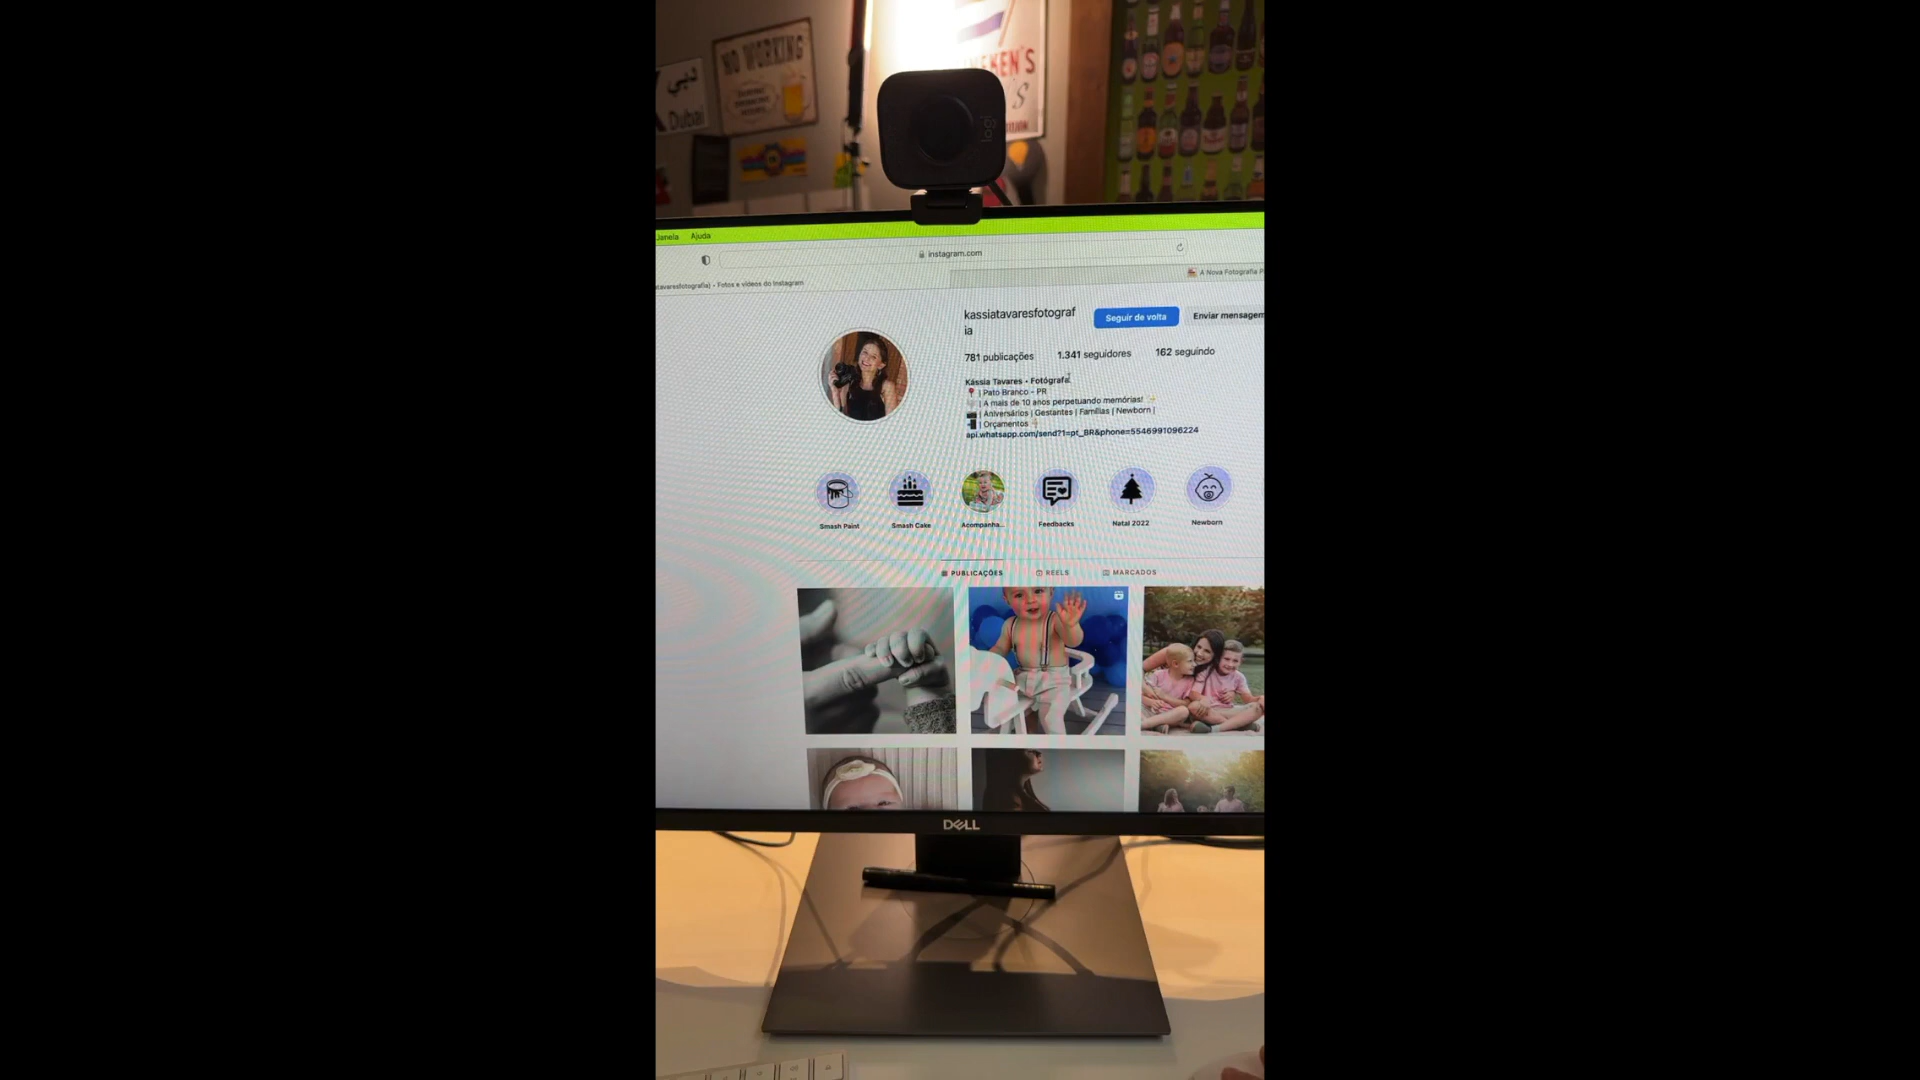 NO WORKING
دبي
Dubai
KEN'S
logi
Janela Ajuda
instagram.com
tavaresfotografia) • Fotos e vídeos do Instagram
A Nova Fotografia P
kassiatavaresfotograf
ia
Seguir de volta
Enviar mensagem
781 publicações 1.341 seguidores 162 seguindo
Kássia Tavares • Fotógrafa
| Pato Branco - PR
| A mais de 10 anos perpetuando memórias!
| Aniversários | Gestantes | Famílias | Newborn |
| Orçamentos
api.whatsapp.com/send?1=pt_BR&phone=5546991096224
Smash Paint Smash Cake Acompanha... Feedbacks Natal 2022 Newborn
PUBLICAÇÕES REELS MARCADOS
DELL